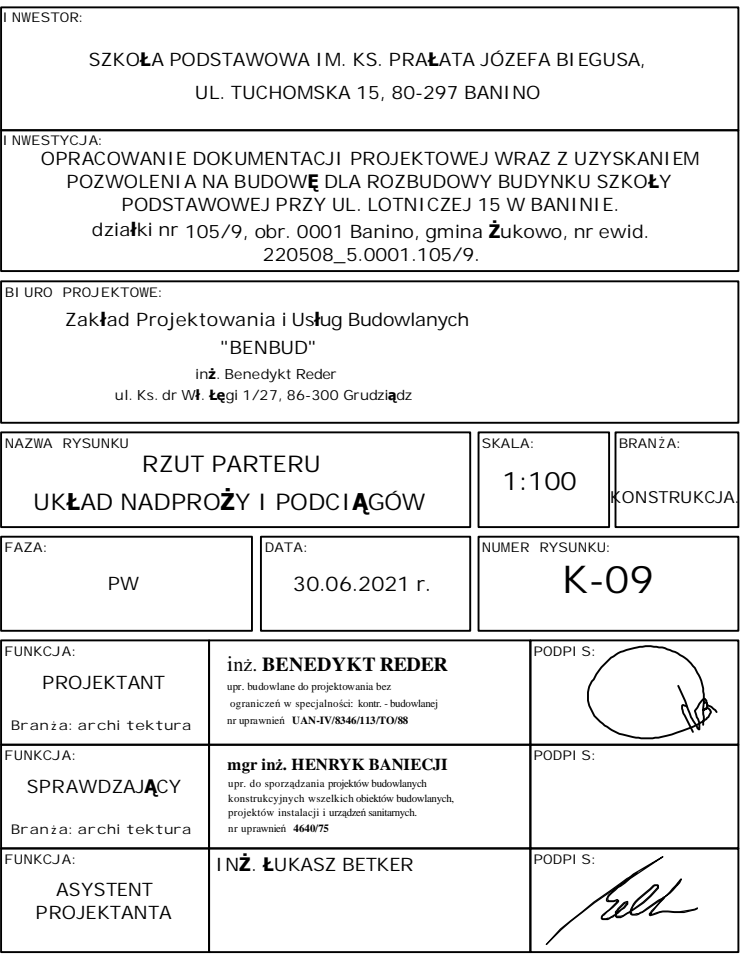 INWESTOR:
SZKOŁA PODSTAWOWA IM. KS. PRAŁATA JÓZEFA BIEGUSA,
UL. TUCHOMSKA 15, 80-297 BANINO
INWESTYCJA:
OPRACOWANIE DOKUMENTACJI PROJEKTOWEJ WRAZ Z UZYSKANIEM
POZWOLENIA NA BUDOWĘ DLA ROZBUDOWY BUDYNKU SZKOŁY
PODSTAWOWEJ PRZY UL. LOTNICZEJ 15 W BANINIE.
działki nr 105/9, obr. 0001 Banino, gmina Żukowo, nr ewid.
220508_5.0001.105/9.
BIURO PROJEKTOWE:
Zakład Projektowania i Usług Budowlanych
"BENBUD"
inż. Benedykt Reder
ul. Ks. dr Wł. Łęgi 1/27, 86-300 Grudziądz
NAZWA RYSUNKU
RZUT PARTERU
UKŁAD NADPROŻY I PODCIĄGÓW
SKALA:
1:100
BRANŻA:
KONSTRUKCJA.
FAZA:
PW
DATA:
30.06.2021 r.
NUMER RYSUNKU:
K-09
FUNKCJA:
PROJEKTANT
Branża: architektura
inż. BENEDYKT REDER
upr. budowlane do projektowania bez
ograniczeń w specjalności: kontr. - budowlanej
nr uprawnień UAN-IV/8346/113/TO/88
PODPIS:
FUNKCJA:
SPRAWDZAJĄCY
Branża: architektura
mgr inż. HENRYK BANIECJI
upr. do sporządzania projektów budowlanych
konstrukcyjnych wszelkich obiektów budowlanych,
projektów instalacji i urządzeń sanitarnych.
nr uprawnień 4640/75
PODPIS:
FUNKCJA:
ASYSTENT
PROJEKTANTA
INŻ. ŁUKASZ BETKER
PODPIS: